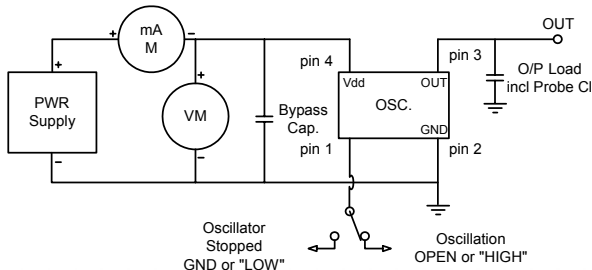 mA
M
+
−
OUT
PWR
Supply
+
−
VM
+
−
Bypass
Cap.
pin 4
pin 3
Vdd
OUT
OSC.
GND
pin 1
pin 2
O/P Load
incl Probe Cl
Oscillator
Stopped
GND or "LOW"
Oscillation
OPEN or "HIGH"